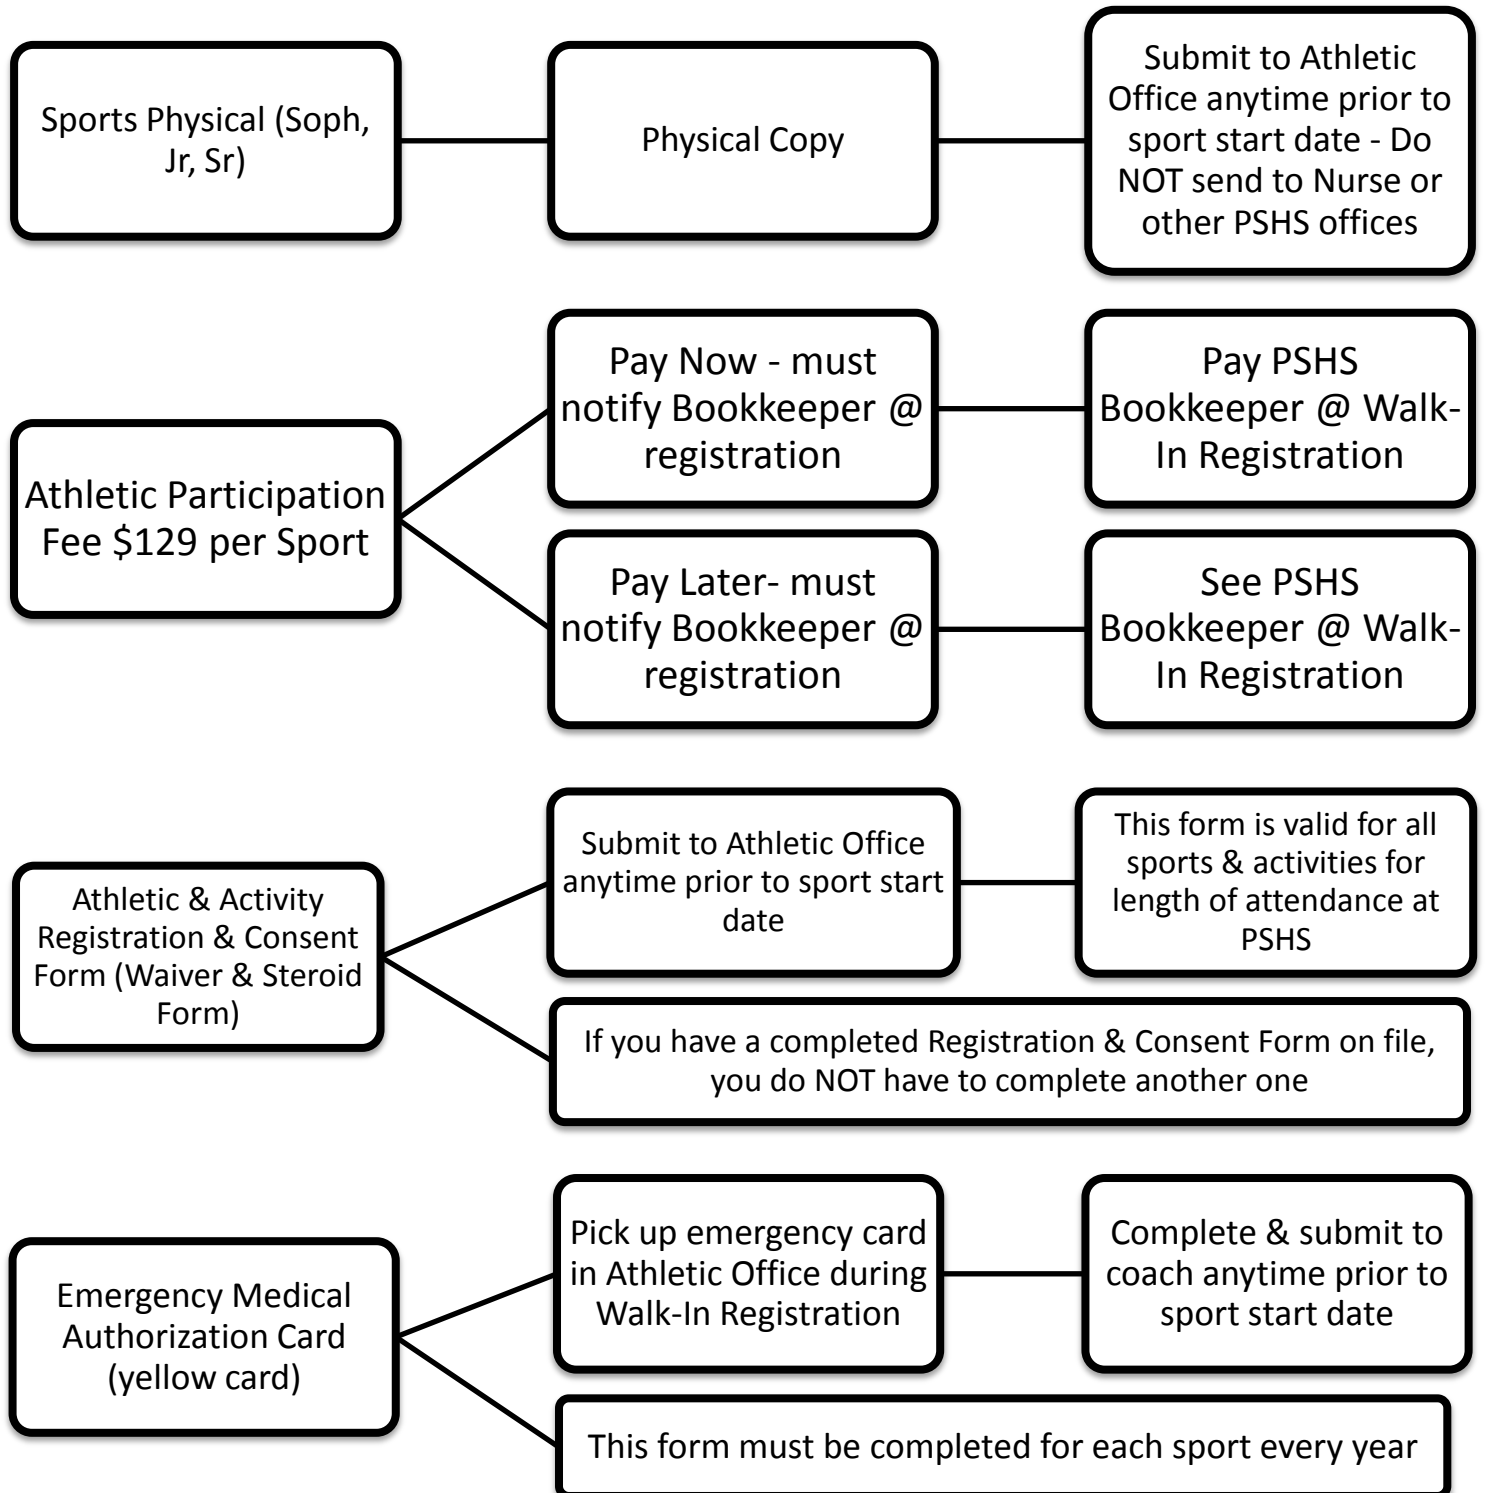 Sports Physical (Soph,
Jr, Sr)
Physical Copy
Submit to Athletic
Office anytime prior to
sport start date - Do
NOT send to Nurse or
other PSHS offices
Athletic Participation
Fee $129 per Sport
Pay Now - must
notify Bookkeeper @
registration
Pay PSHS
Bookkeeper @ Walk-
In Registration
Pay Later- must
notify Bookkeeper @
registration
See PSHS
Bookkeeper @ Walk-
In Registration
Athletic & Activity
Registration & Consent
Form (Waiver & Steroid
Form)
Submit to Athletic Office
anytime prior to sport start
date
This form is valid for all
sports & activities for
length of attendance at
PSHS
If you have a completed Registration & Consent Form on file,
you do NOT have to complete another one
Emergency Medical
Authorization Card
(yellow card)
Pick up emergency card
in Athletic Office during
Walk-In Registration
Complete & submit to
coach anytime prior to
sport start date
This form must be completed for each sport every year